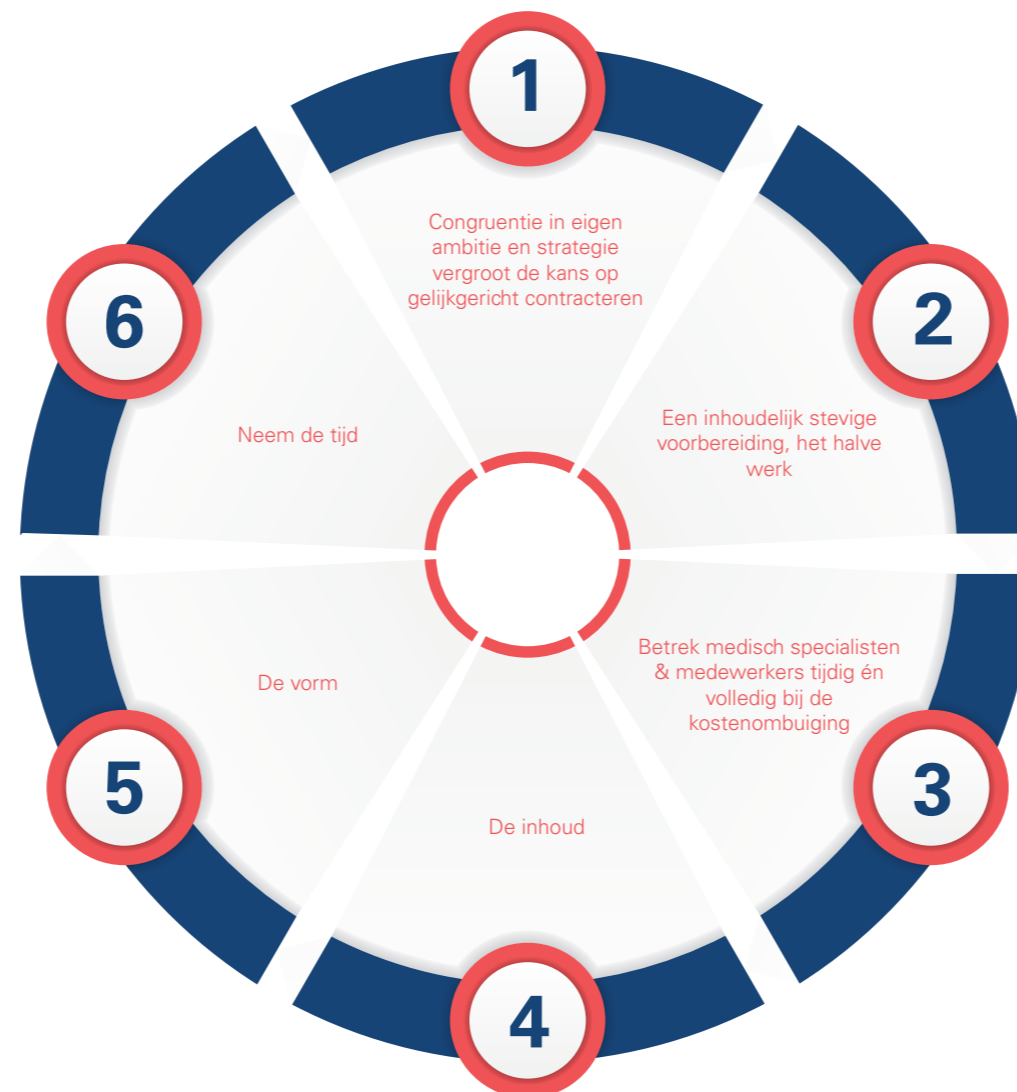 1
Congruentie in eigen
ambitie en strategie
vergroot de kans op
gelijkgericht contracteren
2
Een inhoudelijk stevige
voorbereiding, het halve
werk
3
Betrek medisch specialisten
& medewerkers tijdig én
volledig bij de
kostenombuiging
4
De inhoud
5
De vorm
6
Neem de tijd